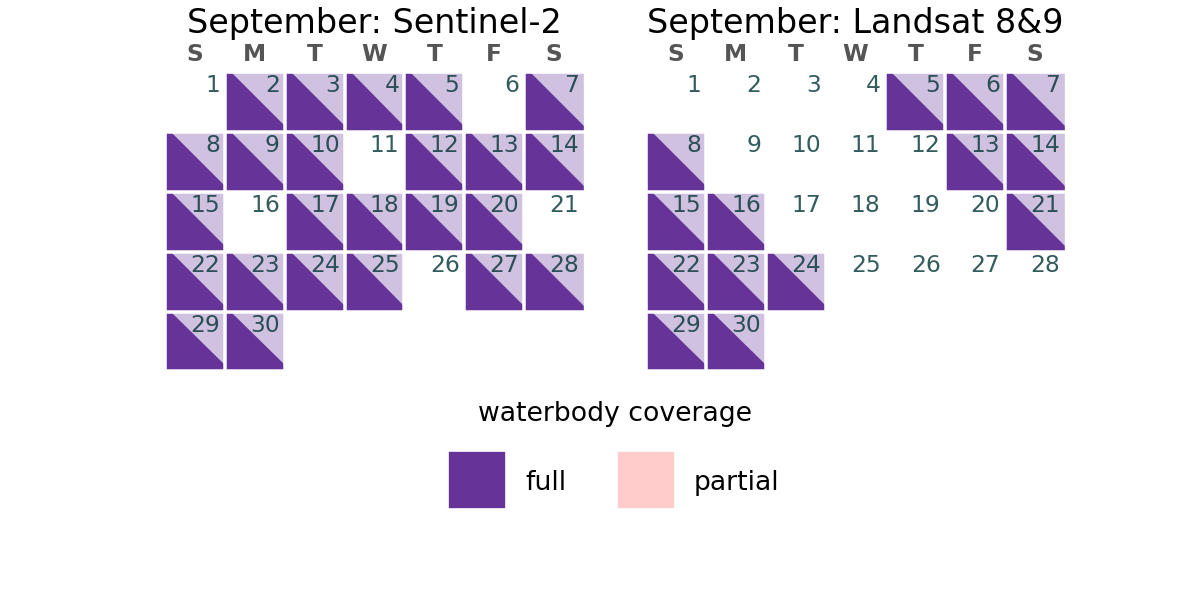 September: Sentinel-2
S M T W T F S
1 2 3 4 5 6 7
8 9 10 11 12 13 14
15 16 17 18 19 20 21
22 23 24 25 26 27 28
29 30
September: Landsat 8&9
S M T W T F S
1 2 3 4 5 6 7
8 9 10 11 12 13 14
15 16 17 18 19 20 21
22 23 24 25 26 27 28
29 30
waterbody coverage
full
partial